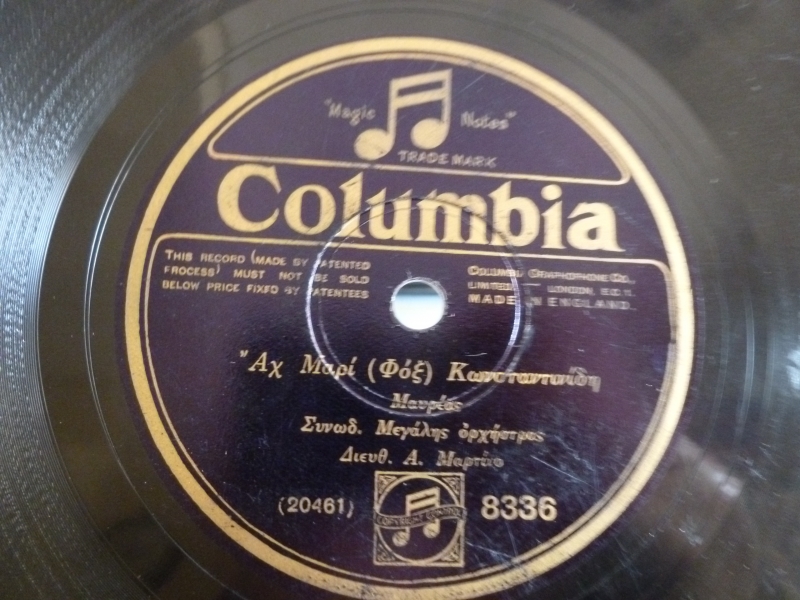 "Magic Notes"
TRADE MARK
Columbia
THIS RECORD (MADE BY PATENTED
PROCESS) MUST NOT BE SOLD
BELOW PRICE FIXED BY PATENTEES
COLUMBIA GRAPHOPHONE CO.,
LIMITED — LONDON, E.C.1.
MADE IN ENGLAND.
Ἂχ Μαρί (Φόξ) Κωνσταντινίδη
Μαυρέας
Συνωδ. Μεγάλης ὀρχήστρας
Διευθ. Α.
(20461)
8336